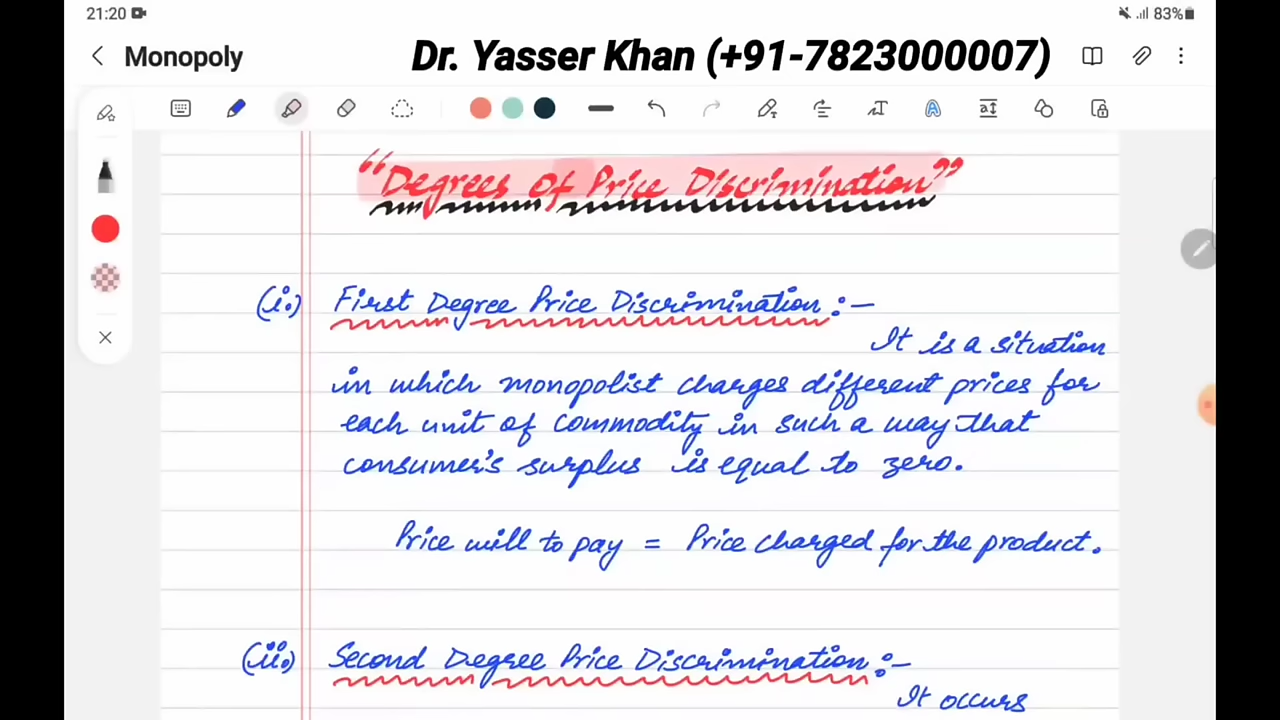 21:20
83%
Monopoly
Dr. Yasser Khan (+91-7823000007)
"Degrees Of Price Discrimination"
(i.) First Degree Price Discrimination :-
It is a situation
in which monopolist charges different prices for
each unit of commodity in such a way that
consumer's surplus is equal to zero.
Price will to pay = Price charged for the product.
(ii.) Second Degree Price Discrimination :-
It occurs